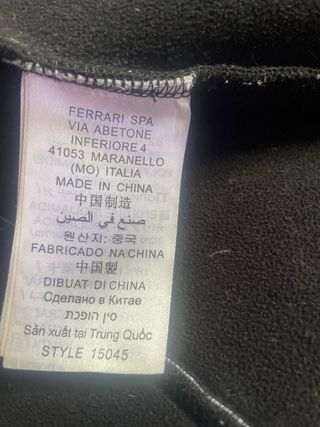 FERRARI SPA
VIA ABETONE
INFERIORE 4
41053 MARANELLO
(MO) ITALIA
MADE IN CHINA
中国制造
صنع في الصين
원산지: 중국
FABRICADO NA CHINA
中國製
DIBUAT DI CHINA
Сделано в Китае
סין הופכת
Sản xuất tại Trung Quốc
STYLE 15045